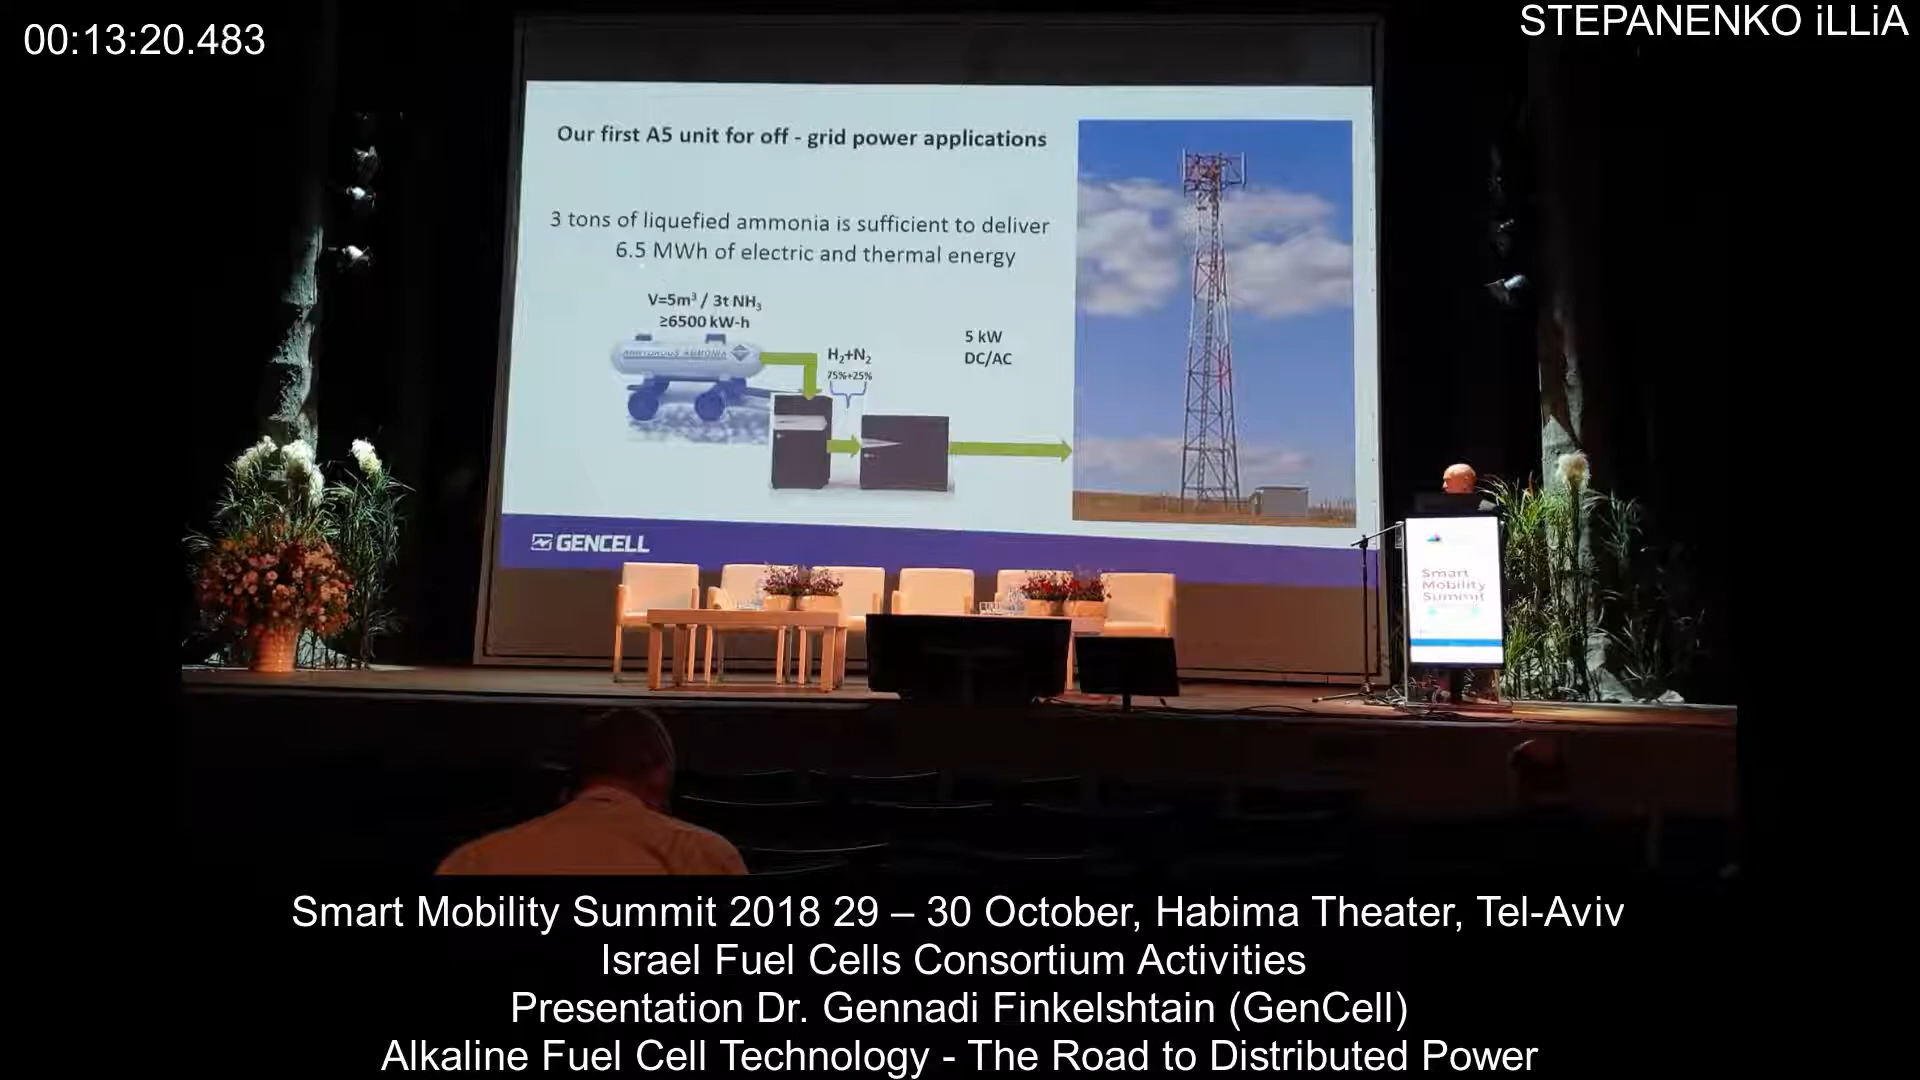 00:13:20.483
STEPANENKO iLLiA
Our first A5 unit for off - grid power applications
3 tons of liquefied ammonia is sufficient to deliver
6.5 MWh of electric and thermal energy
V=5m³ / 3t NH₃
≥6500 kW-h
ANHYDROUS AMMONIA
H₂+N₂
75%+25%
5 kW
DC/AC
GENCELL
Smart
Mobility
Summit
Smart Mobility Summit 2018 29 – 30 October, Habima Theater, Tel-Aviv
Israel Fuel Cells Consortium Activities
Presentation Dr. Gennadi Finkelshtain (GenCell)
Alkaline Fuel Cell Technology - The Road to Distributed Power